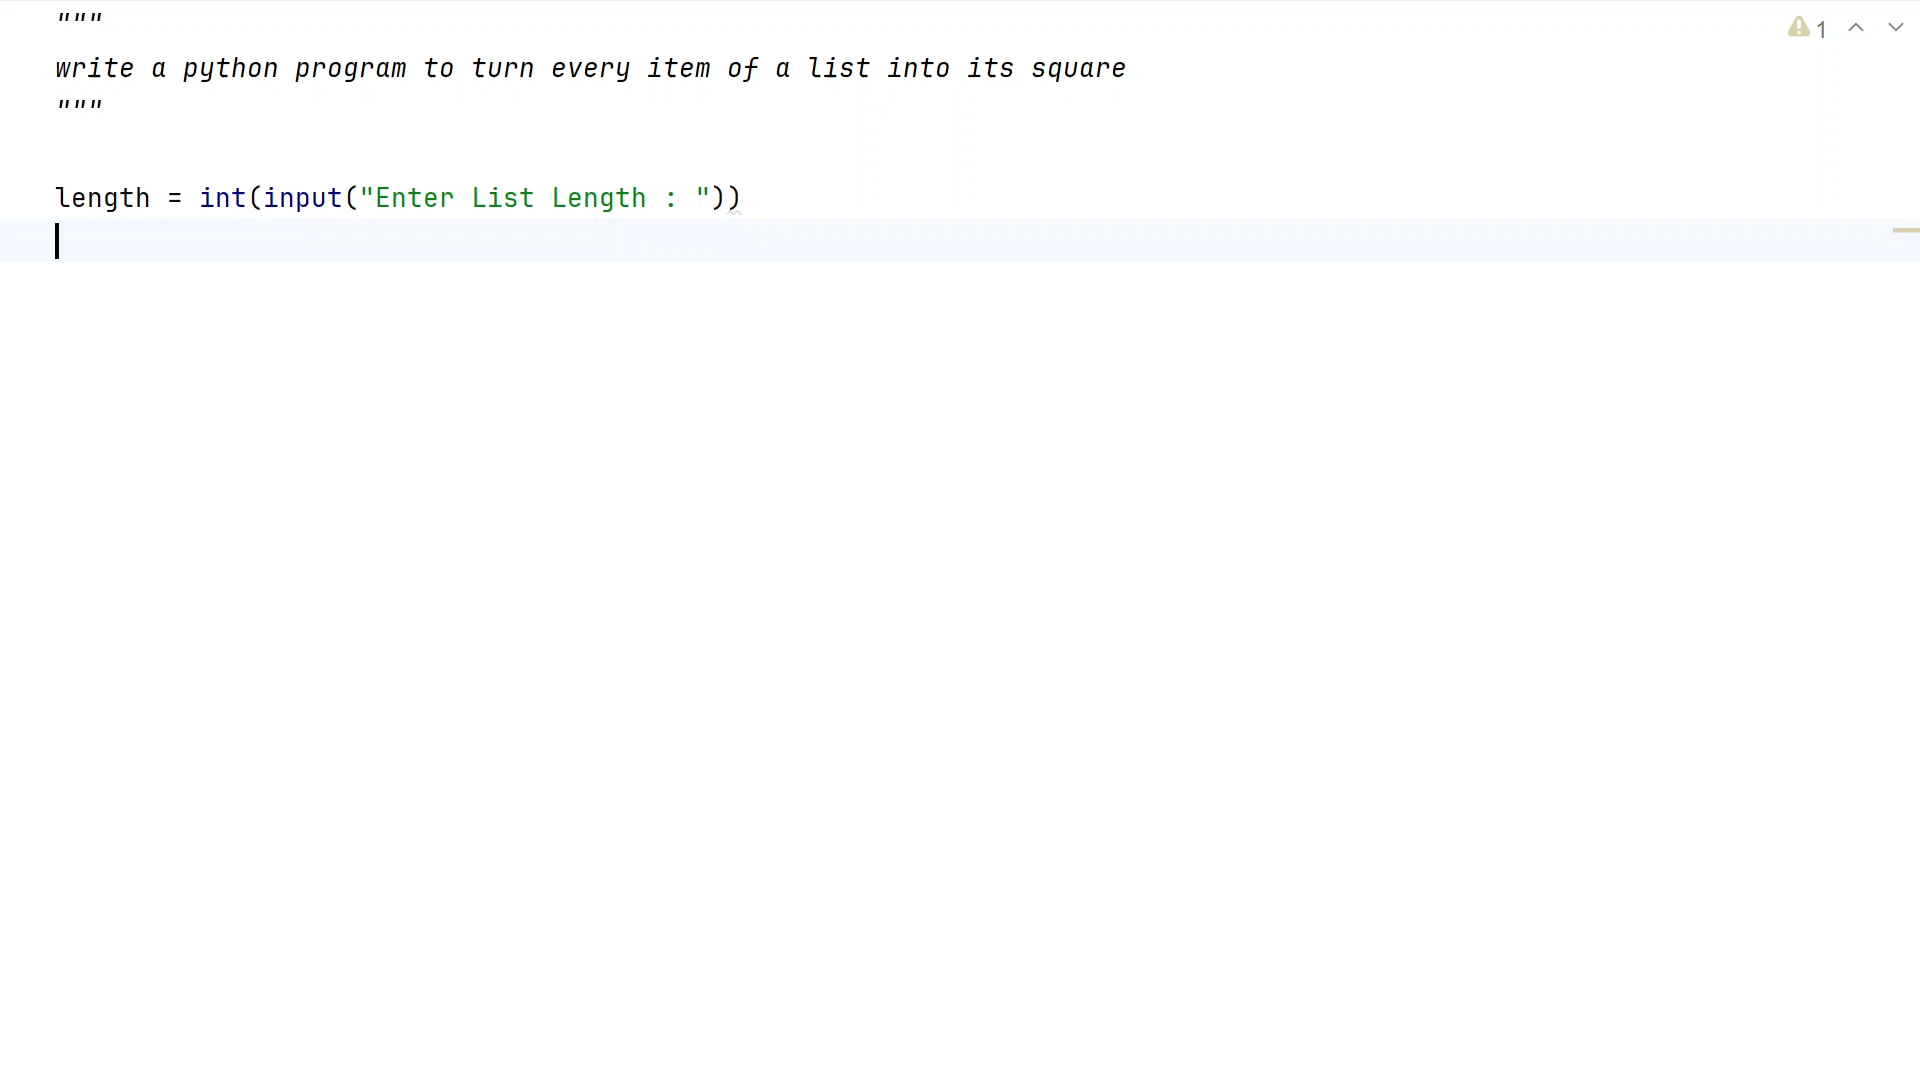 """
write a python program to turn every item of a list into its square
"""
length = int(input("Enter List Length : "))
1